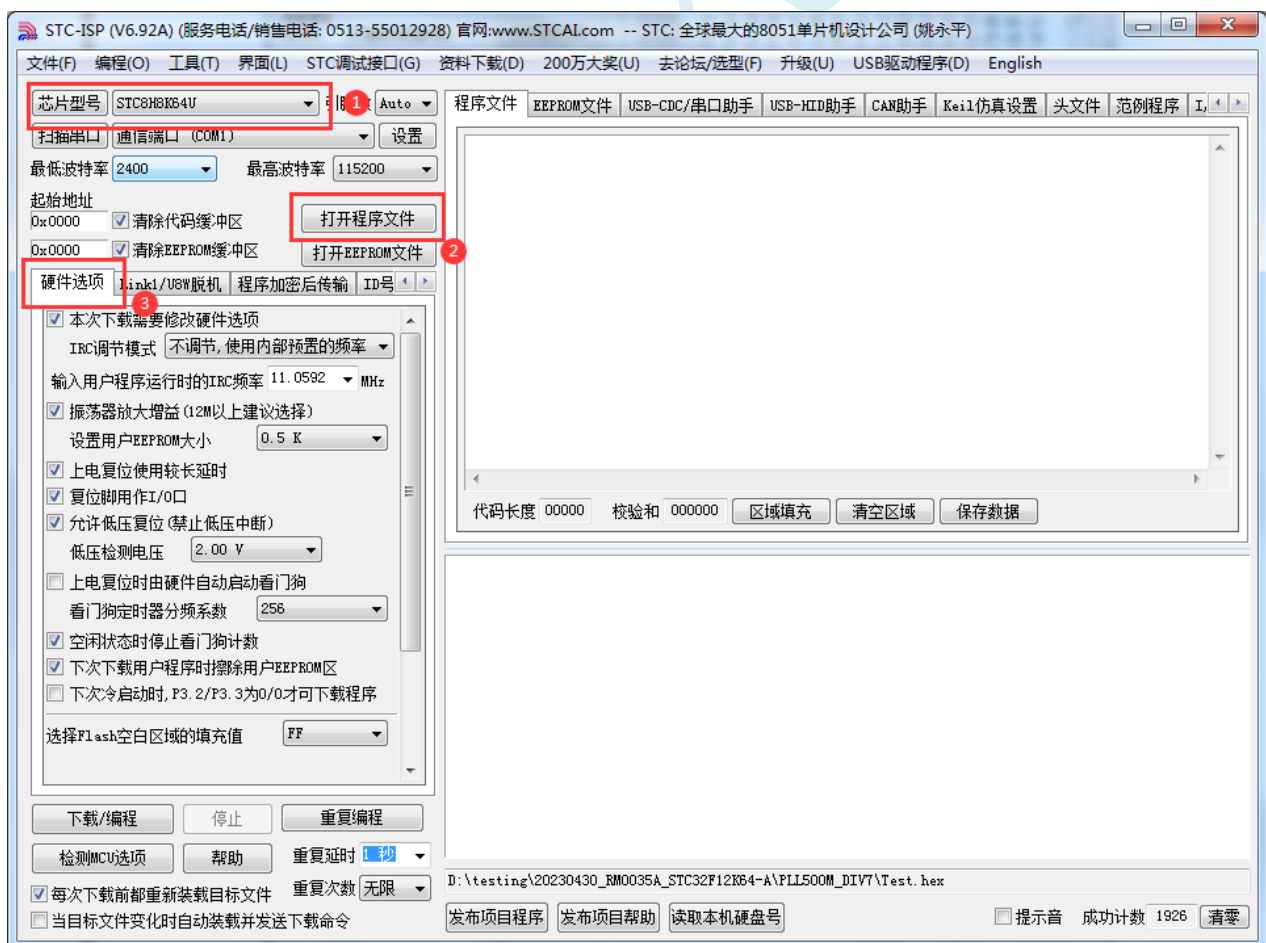 STC-ISP (V6.92A) (服务电话/销售电话: 0513-55012928) 官网:www.STCAI.com -- STC: 全球最大的8051单片机设计公司 (姚永平)
文件(F) 编程(O) 工具(T) 界面(L) STC调试接口(G) 资料下载(D) 200万大奖(U) 去论坛/选型(F) 升级(U) USB驱动程序(D) English
芯片型号 STC8H8K64U 1 Auto
扫描串口 通信端口 (COM1) 设置
最低波特率 2400 最高波特率 115200
起始地址
0x0000 清除代码缓冲区 打开程序文件
0x0000 清除EEPROM缓冲区 打开EEPROM文件 2
硬件选项 Link1/U8W脱机 程序加密后传输 ID号
3
本次下载需要修改硬件选项
IRC调节模式 不调节,使用内部预置的频率
输入用户程序运行时的IRC频率 11.0592 MHz
振荡器放大增益(12M以上建议选择)
设置用户EEPROM大小 0.5 K
上电复位使用较长延时
复位脚用作I/O口
允许低压复位(禁止低压中断)
低压检测电压 2.00 V
上电复位时由硬件自动启动看门狗
看门狗定时器分频系数 256
空闲状态时停止看门狗计数
下次下载用户程序时擦除用户EEPROM区
下次冷启动时,P3.2/P3.3为0/0才可下载程序
选择Flash空白区域的填充值 FF
下载/编程 停止 重复编程
检测MCU选项 帮助 重复延时 1 秒
每次下载前都重新装载目标文件 重复次数 无限
当目标文件变化时自动装载并发送下载命令
程序文件 EEPROM文件 USB-CDC/串口助手 USB-HID助手 CAN助手 Keil仿真设置 头文件 范例程序 I,
代码长度 00000 校验和 000000 区域填充 清空区域 保存数据
D:\testing\20230430_RM0035A_STC32F12K64-A\PLL500M_DIV7\Test.hex
发布项目程序 发布项目帮助 读取本机硬盘号 提示音 成功计数 1926 清零